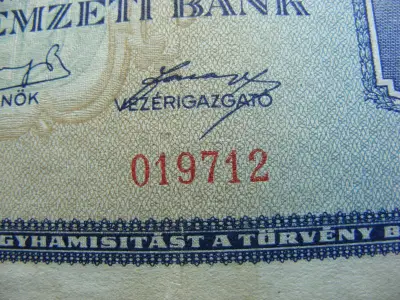 EMZETI BANK
NÖK VEZÉRIGAZGATÓ
019712
GYHAMISITÁST A TÖRVÉNY B